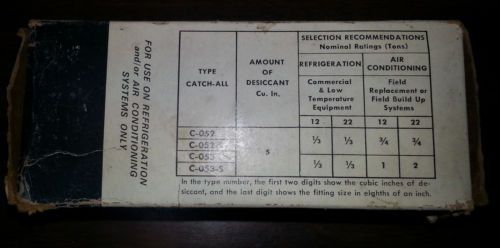 FOR USE ON REFRIGERATION
and/or AIR CONDITIONING
SYSTEMS ONLY
SELECTION RECOMMENDATIONS
Nominal Ratings (Tons)
TYPE
CATCH-ALL
AMOUNT
OF
DESICCANT
Cu. In.
REFRIGERATION
AIR
CONDITIONING
Commercial
& Low
Temperature
Equipment
Field
Replacement or
Field Build Up
Systems
12 22 12 22
C-052 5 ⅓ ⅓ ¾ ¾
C-052-S
C-053 ⅓ ⅓ 1 2
C-053-S
In the type number, the first two digits show the cubic inches of de-
siccant, and the last digit shows the fitting size in eighths of an inch.